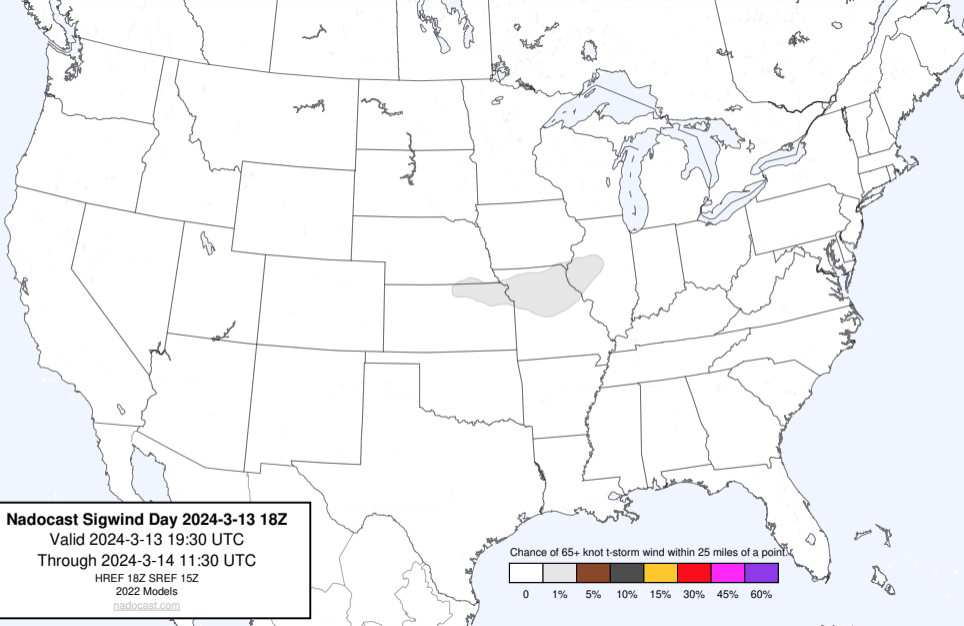 Nadocast Sigwind Day 2024-3-13 18Z
Valid 2024-3-13 19:30 UTC
Through 2024-3-14 11:30 UTC
HREF 18Z SREF 15Z
2022 Models
nadocast.com
Chance of 65+ knot t-storm wind within 25 miles of a point.
0 1% 5% 10% 15% 30% 45% 60%